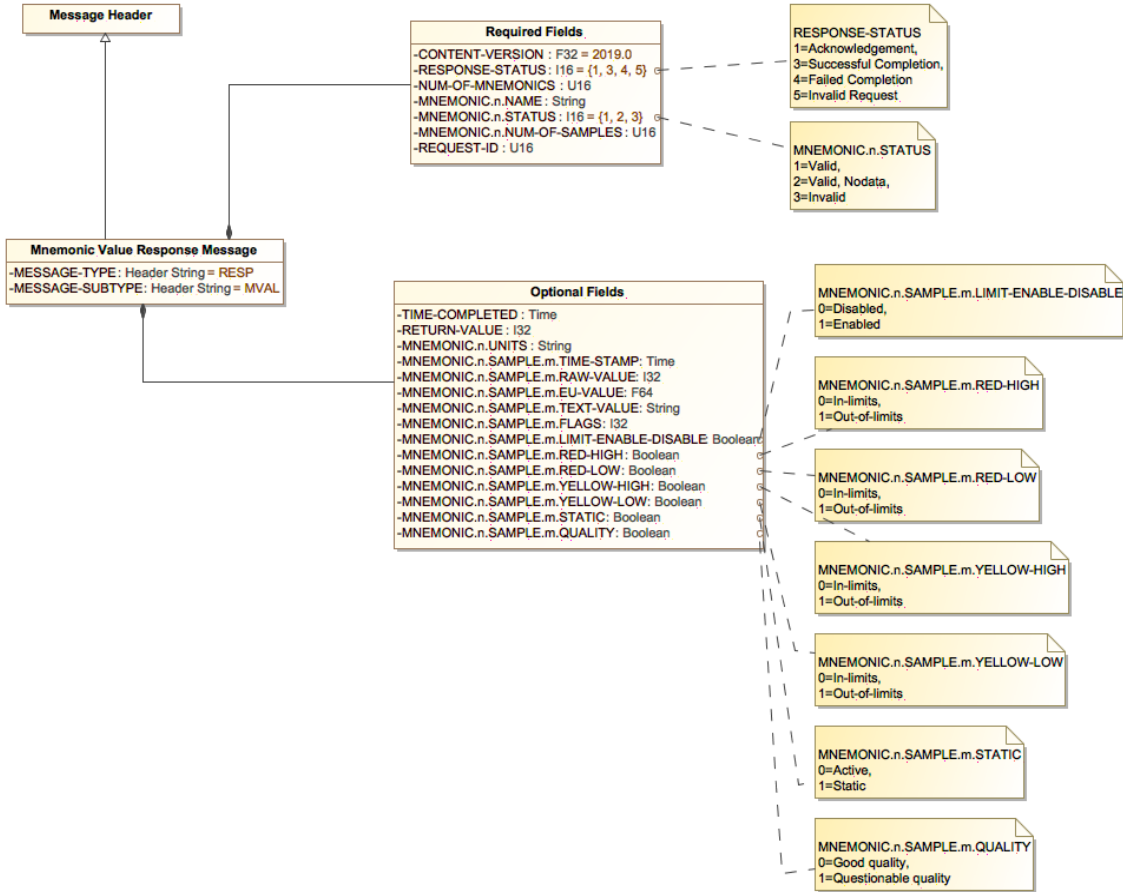 Message Header
Required Fields
-CONTENT-VERSION : F32 = 2019.0
-RESPONSE-STATUS: I16 = {1, 3, 4, 5}
-NUM-OF-MNEMONICS : U16
-MNEMONIC.n.NAME : String
-MNEMONIC.n.STATUS : I16 = {1, 2, 3}
-MNEMONIC.n.NUM-OF-SAMPLES : U16
-REQUEST-ID : U16
RESPONSE-STATUS
1=Acknowledgement,
3=Successful Completion,
4=Failed Completion
5=Invalid Request
MNEMONIC.n.STATUS
1=Valid,
2=Valid, Nodata,
3=Invalid
Mnemonic Value Response Message
-MESSAGE-TYPE: Header String = RESP
-MESSAGE-SUBTYPE: Header String = MVAL
Optional Fields
-TIME-COMPLETED : Time
-RETURN-VALUE : I32
-MNEMONIC.n.UNITS : String
-MNEMONIC.n.SAMPLE.m.TIME-STAMP: Time
-MNEMONIC.n.SAMPLE.m.RAW-VALUE: I32
-MNEMONIC.n.SAMPLE.m.EU-VALUE: F64
-MNEMONIC.n.SAMPLE.m.TEXT-VALUE: String
-MNEMONIC.n.SAMPLE.m.FLAGS: I32
-MNEMONIC.n.SAMPLE.m.LIMIT-ENABLE-DISABLE: Boolean
-MNEMONIC.n.SAMPLE.m.RED-HIGH: Boolean
-MNEMONIC.n.SAMPLE.m.RED-LOW: Boolean
-MNEMONIC.n.SAMPLE.m.YELLOW-HIGH: Boolean
-MNEMONIC.n.SAMPLE.m.YELLOW-LOW: Boolean
-MNEMONIC.n.SAMPLE.m.STATIC: Boolean
-MNEMONIC.n.SAMPLE.m.QUALITY: Boolean
MNEMONIC.n.SAMPLE.m.LIMIT-ENABLE-DISABLE
0=Disabled,
1=Enabled
MNEMONIC.n.SAMPLE.m.RED-HIGH
0=In-limits,
1=Out-of-limits
MNEMONIC.n.SAMPLE.m.RED-LOW
0=In-limits,
1=Out-of-limits
MNEMONIC.n.SAMPLE.m.YELLOW-HIGH
0=In-limits,
1=Out-of-limits
MNEMONIC.n.SAMPLE.m.YELLOW-LOW
0=In-limits,
1=Out-of-limits
MNEMONIC.n.SAMPLE.m.STATIC
0=Active,
1=Static
MNEMONIC.n.SAMPLE.m.QUALITY
0=Good quality,
1=Questionable quality